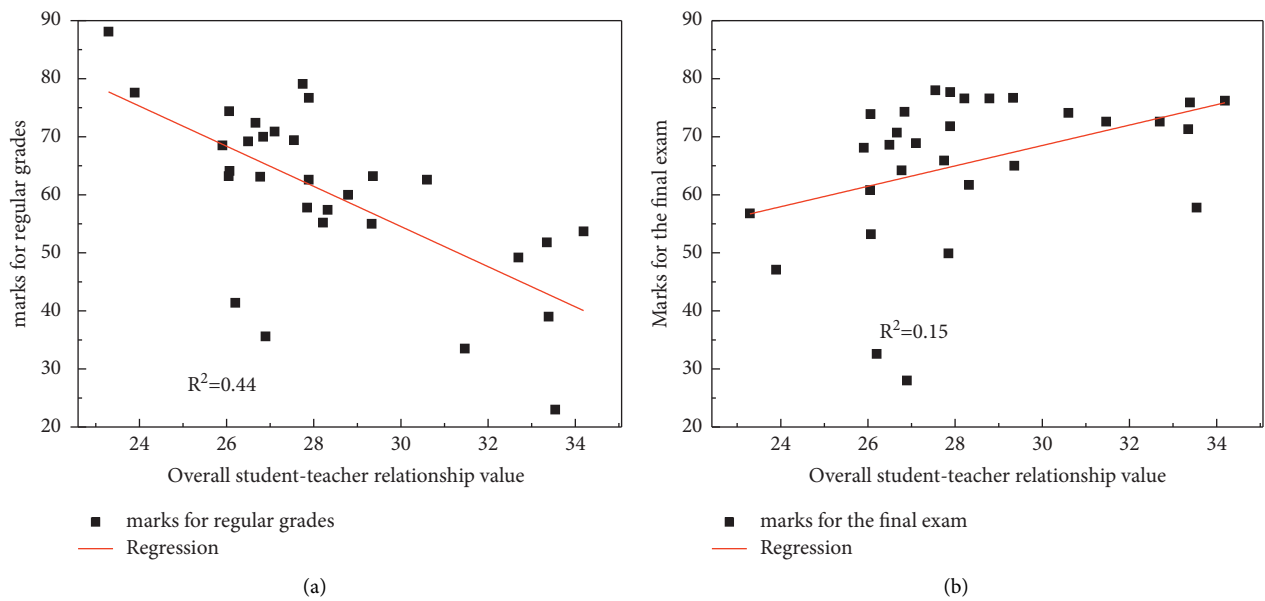 90
80
70
60
50
40
30
20
marks for regular grades
R²=0.44
24 26 28 30 32 34
Overall student-teacher relationship value
marks for regular grades
Regression
(a)
90
80
70
60
50
40
30
20
Marks for the final exam
R²=0.15
24 26 28 30 32 34
Overall student-teacher relationship value
marks for the final exam
Regression
(b)